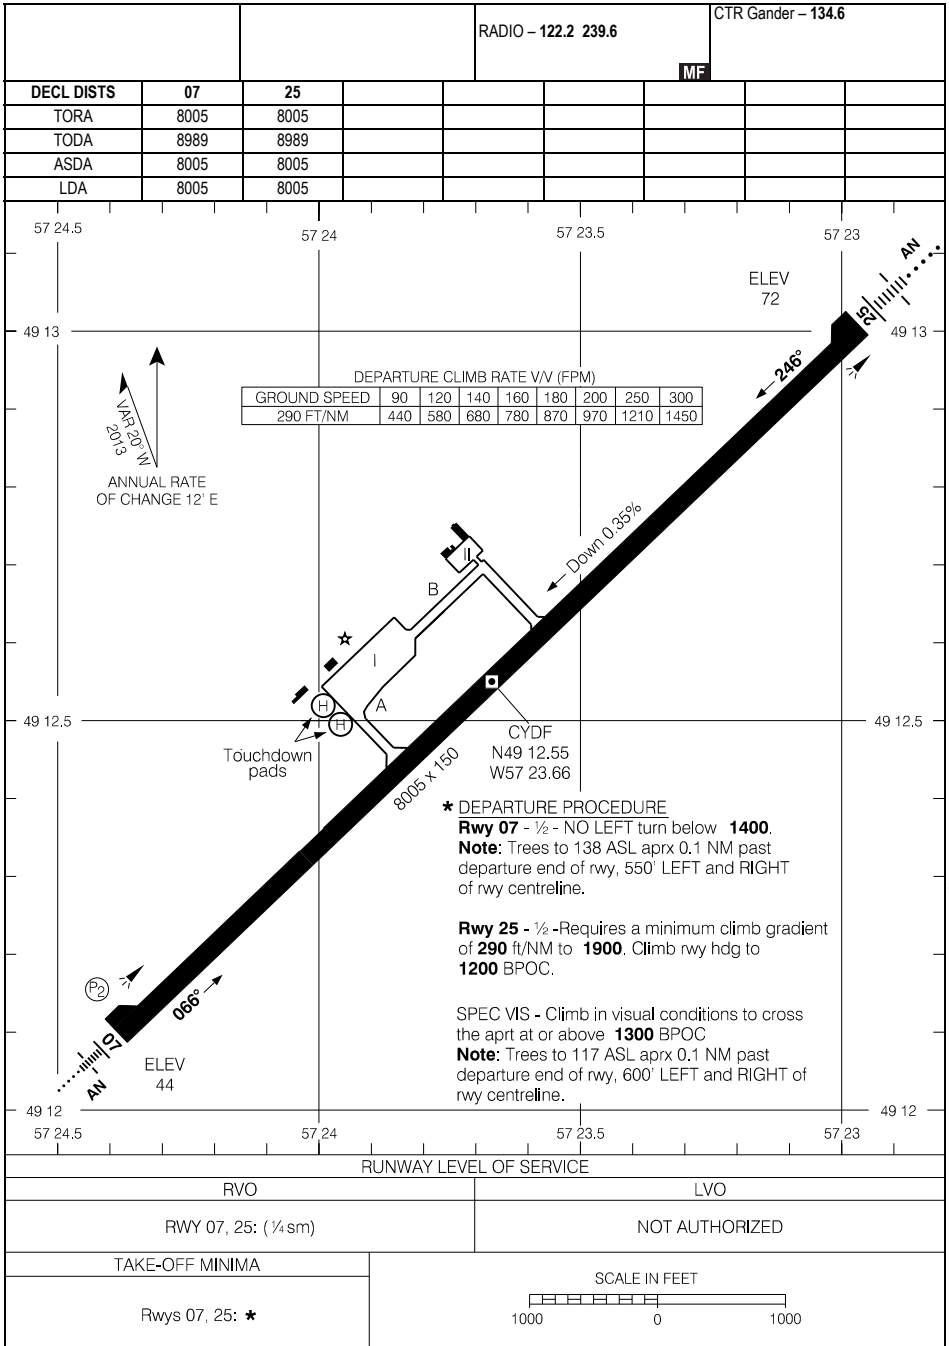 RADIO – 122.2 239.6
MF
CTR Gander – 134.6
DECL DISTS 07 25
TORA 8005 8005
TODA 8989 8989
ASDA 8005 8005
LDA 8005 8005
57 24.5 57 24 57 23.5 57 23
AN
ELEV
72
25
49 13 49 13
246°
DEPARTURE CLIMB RATE V/V (FPM)
GROUND SPEED 90 120 140 160 180 200 250 300
290 FT/NM 440 580 680 780 870 970 1210 1450
VAR 20° W
2013
ANNUAL RATE
OF CHANGE 12' E
Down 0.35%
II
B
I
A
H
H
Touchdown
pads
49 12.5 49 12.5
CYDF
N49 12.55
W57 23.66
8005 x 150
* DEPARTURE PROCEDURE
Rwy 07 - ½ - NO LEFT turn below 1400.
Note: Trees to 138 ASL aprx 0.1 NM past
departure end of rwy, 550' LEFT and RIGHT
of rwy centreline.
Rwy 25 - ½ -Requires a minimum climb gradient
of 290 ft/NM to 1900. Climb rwy hdg to
1200 BPOC.
SPEC VIS - Climb in visual conditions to cross
the aprt at or above 1300 BPOC
Note: Trees to 117 ASL aprx 0.1 NM past
departure end of rwy, 600' LEFT and RIGHT of
rwy centreline.
P2
066°
07
AN
ELEV
44
49 12 49 12
57 24.5 57 24 57 23.5 57 23
RUNWAY LEVEL OF SERVICE
RVO LVO
RWY 07, 25: (¼ sm) NOT AUTHORIZED
TAKE-OFF MINIMA
Rwys 07, 25: *
SCALE IN FEET
1000 0 1000